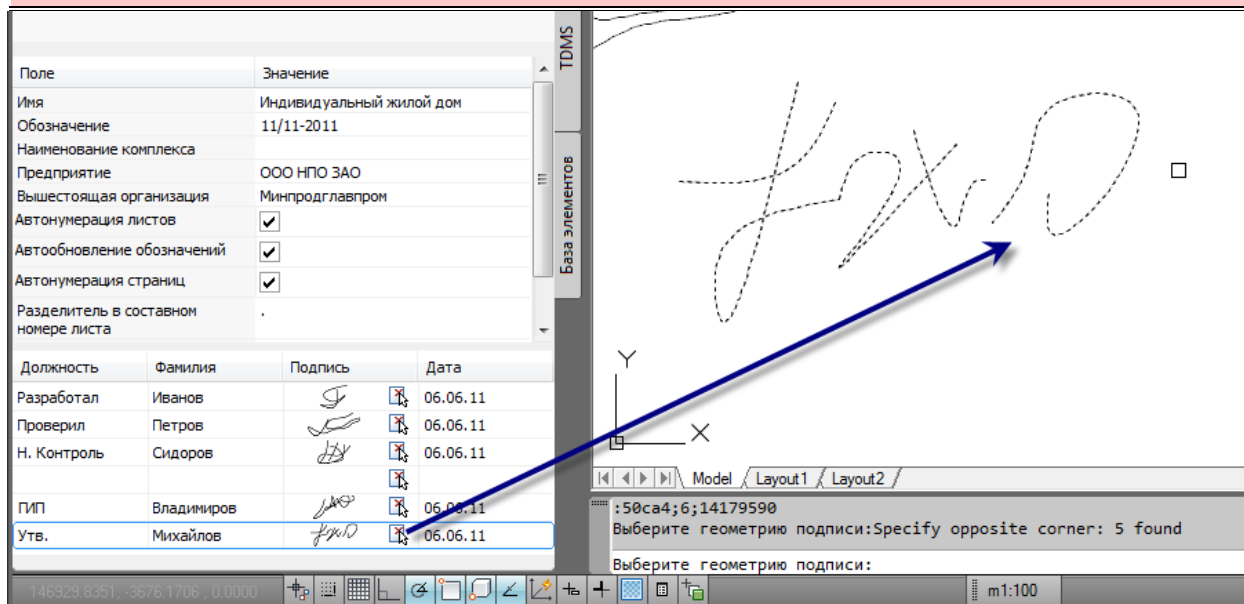 Поле Значение
Имя Индивидуальный жилой дом
Обозначение 11/11-2011
Наименование комплекса
Предприятие ООО НПО ЗАО
Вышестоящая организация Минпродглавпром
Автонумерация листов
Автообновление обозначений
Автонумерация страниц
Разделитель в составном
номере листа .
TDMS
База элементов
Должность Фамилия Подпись Дата
Разработал Иванов 06.06.11
Проверил Петров 06.06.11
Н. Контроль Сидоров 06.06.11
ГИП Владимиров 06.06.11
Утв. Михайлов 06.06.11
Y
X
Model Layout1 Layout2
:50ca4;6;14179590
Выберите геометрию подписи:Specify opposite corner: 5 found
Выберите геометрию подписи:
146929.8351, -3676.1706 , 0.0000 m1:100